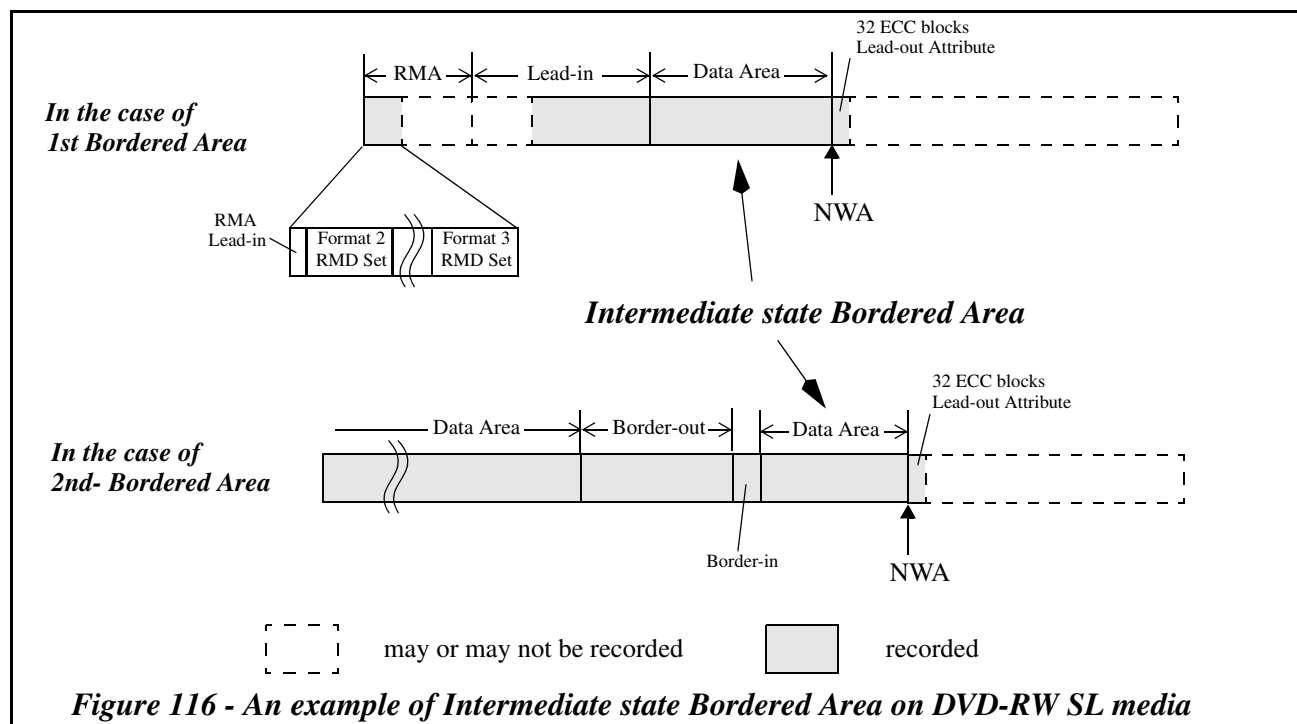 32 ECC blocks
Lead-out Attribute
RMA
Lead-in
Data Area
In the case of
1st Bordered Area
NWA
RMA
Lead-in
Format 2
RMD Set
Format 3
RMD Set
Intermediate state Bordered Area
32 ECC blocks
Lead-out Attribute
Data Area
Border-out
Data Area
In the case of
2nd- Bordered Area
Border-in
NWA
may or may not be recorded
recorded
Figure 116 - An example of Intermediate state Bordered Area on DVD-RW SL media